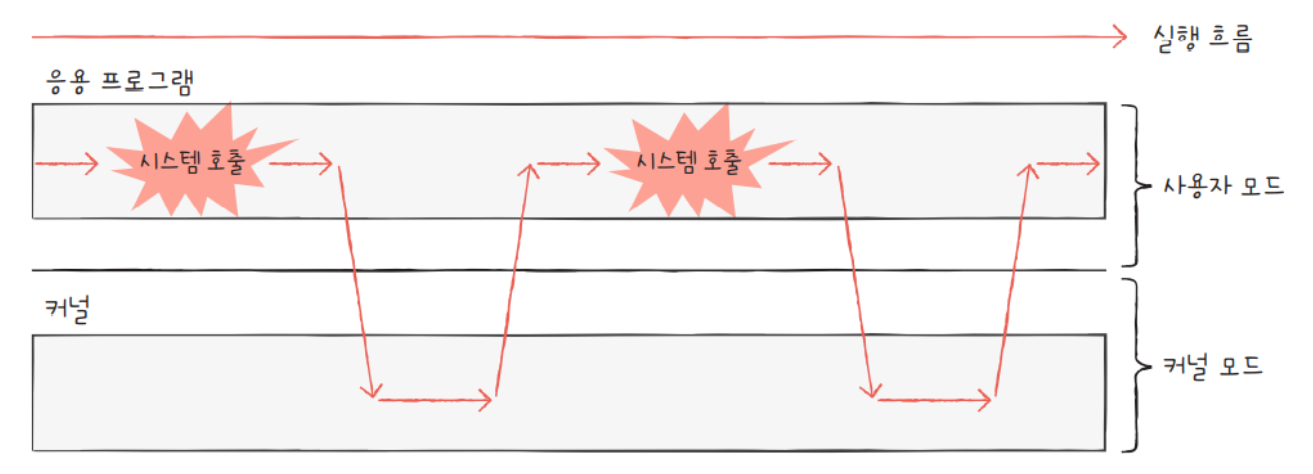 실행 흐름
응용 프로그램
시스템 호출
시스템 호출
사용자 모드
커널
커널 모드